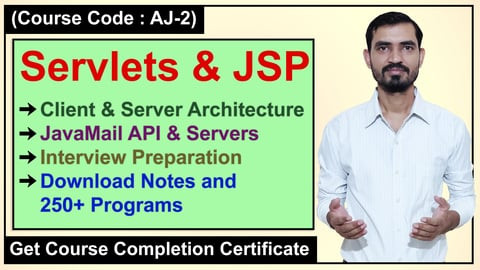 (Course Code : AJ-2)
Servlets & JSP
➔ Client & Server Architecture
➔ JavaMail API & Servers
➔ Interview Preparation
➔ Download Notes and
250+ Programs
Get Course Completion Certificate